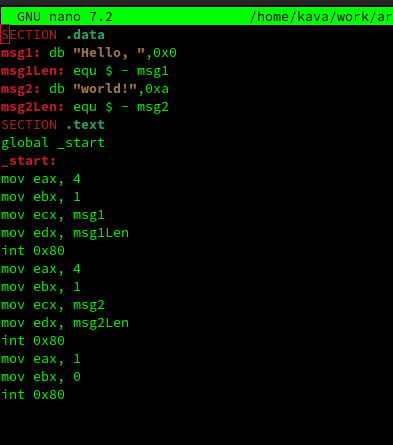 GNU nano 7.2 /home/kava/work/ar
SECTION .data
msg1: db "Hello, ",0x0
msg1Len: equ $ - msg1
msg2: db "world!",0xa
msg2Len: equ $ - msg2
SECTION .text
global _start
_start:
mov eax, 4
mov ebx, 1
mov ecx, msg1
mov edx, msg1Len
int 0x80
mov eax, 4
mov ebx, 1
mov ecx, msg2
mov edx, msg2Len
int 0x80
mov eax, 1
mov ebx, 0
int 0x80